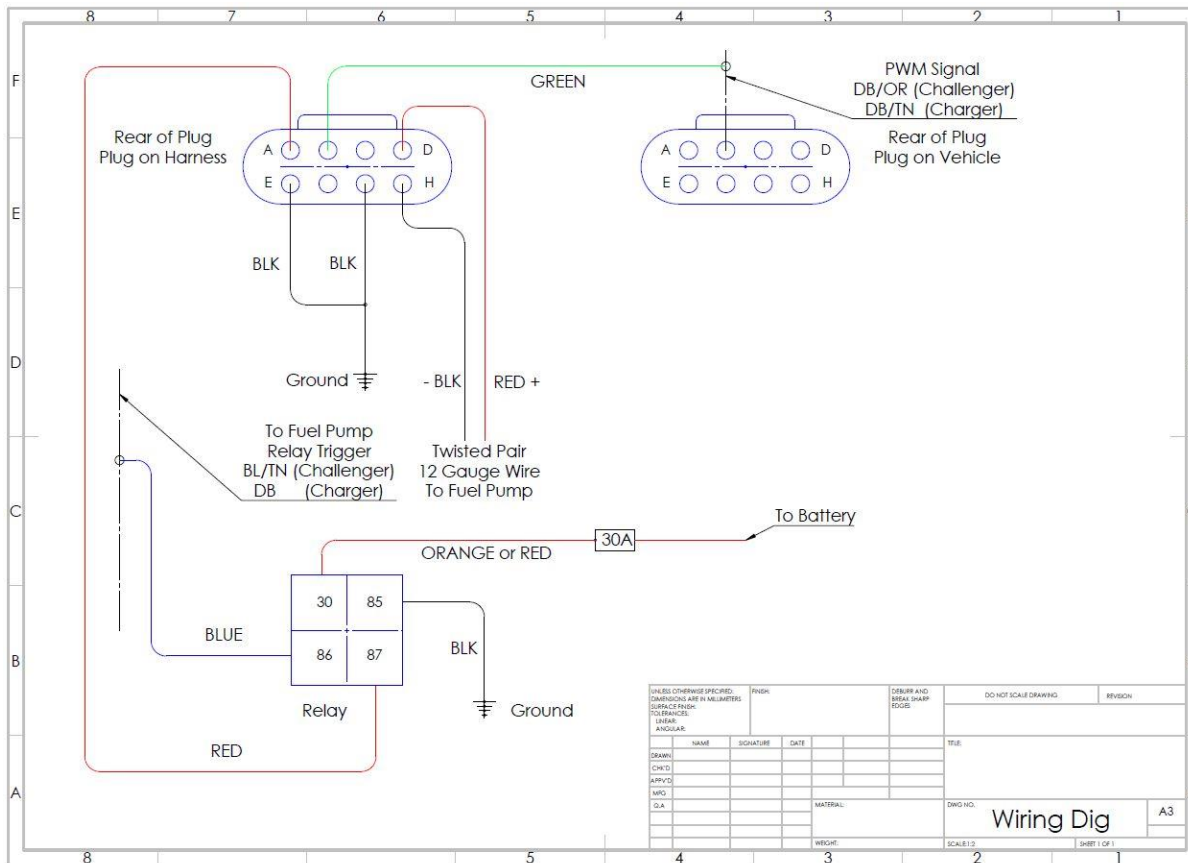 8 7 6 5 4 3 2 1
F
E
D
C
B
A
GREEN
PWM Signal
DB/OR (Challenger)
DB/TN (Charger)
Rear of Plug
Plug on Harness
A D
E H
Rear of Plug
Plug on Vehicle
A D
E H
BLK BLK
Ground
- BLK RED +
To Fuel Pump
Relay Trigger
BL/TN (Challenger)
DB (Charger)
Twisted Pair
12 Gauge Wire
To Fuel Pump
To Battery
30A
ORANGE or RED
30 85
86 87
BLUE
BLK
Relay
Ground
RED
UNLESS OTHERWISE SPECIFIED:
DIMENSIONS ARE IN MILLIMETERS
SURFACE FINISH:
TOLERANCES:
LINEAR:
ANGULAR:
FINISH:
DEBURR AND
BREAK SHARP
EDGES
DO NOT SCALE DRAWING
REVISION
NAME SIGNATURE DATE
TITLE:
DRAWN
CHK'D
APPV'D
MFG
Q.A
MATERIAL:
DWG NO.
Wiring Dig
A3
WEIGHT:
SCALE:1:2
SHEET 1 OF 1
8 5 4 3 2 1